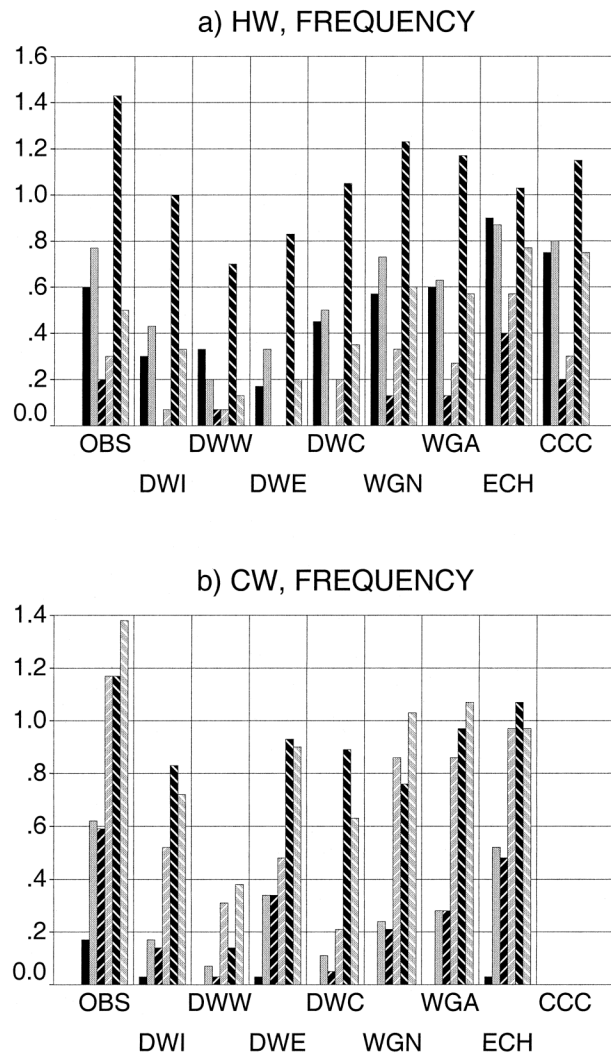 a) HW, FREQUENCY
1.6
1.4
1.2
1.0
.8
.6
.4
.2
0.0
OBS DWW DWC WGA CCC
DWI DWE WGN ECH
b) CW, FREQUENCY
1.4
1.2
1.0
.8
.6
.4
.2
0.0
OBS DWW DWC WGA CCC
DWI DWE WGN ECH